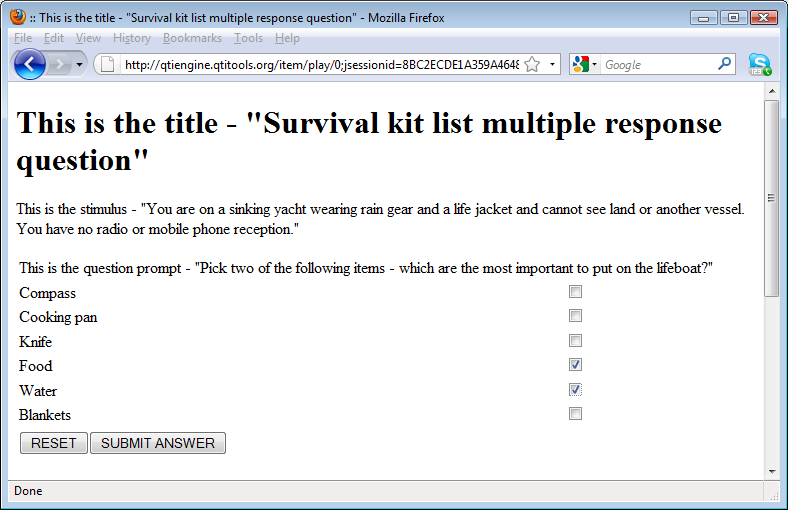 :: This is the title - "Survival kit list multiple response question" - Mozilla Firefox
File Edit View History Bookmarks Tools Help
http://qtiengine.qtitools.org/item/play/0;jsessionid=8BC2ECDE1A359A4648 Google
This is the title - "Survival kit list multiple response
question"
This is the stimulus - "You are on a sinking yacht wearing rain gear and a life jacket and cannot see land or another vessel.
You have no radio or mobile phone reception."
This is the question prompt - "Pick two of the following items - which are the most important to put on the lifeboat?"
Compass
Cooking pan
Knife
Food
Water
Blankets
RESET SUBMIT ANSWER
Done